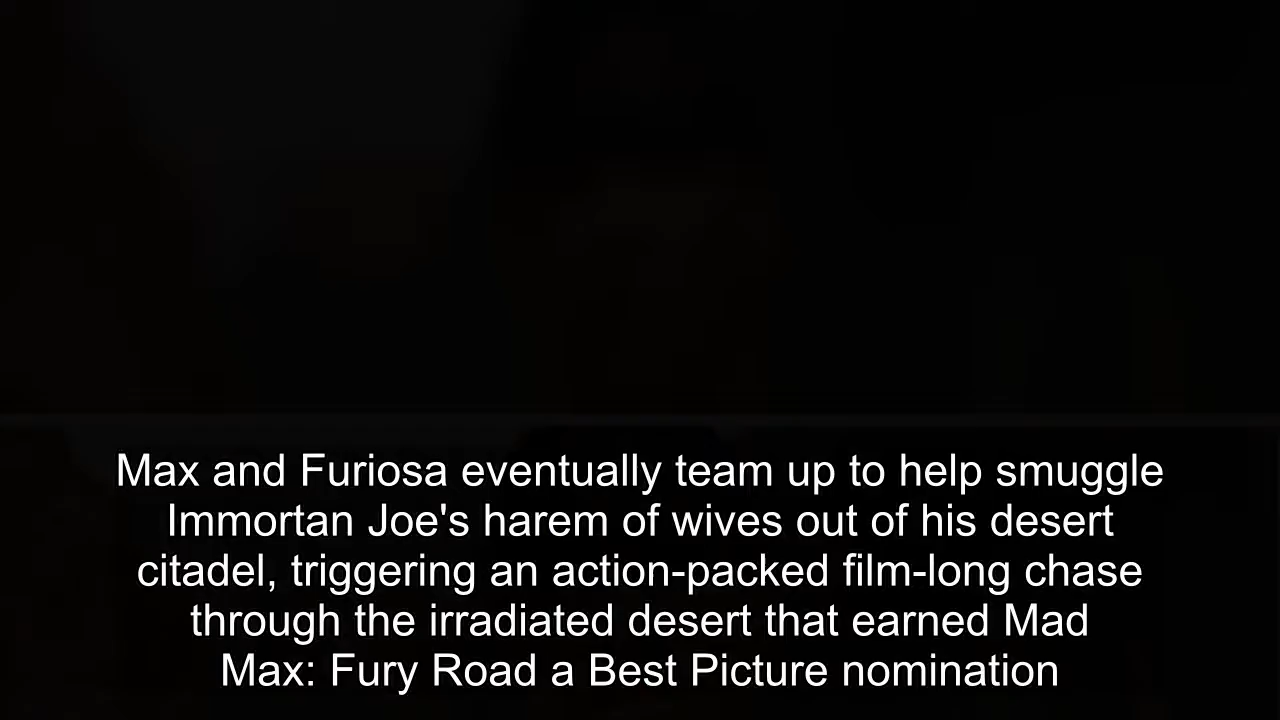 Max and Furiosa eventually team up to help smuggle
Immortan Joe's harem of wives out of his desert
citadel, triggering an action-packed film-long chase
through the irradiated desert that earned Mad
Max: Fury Road a Best Picture nomination